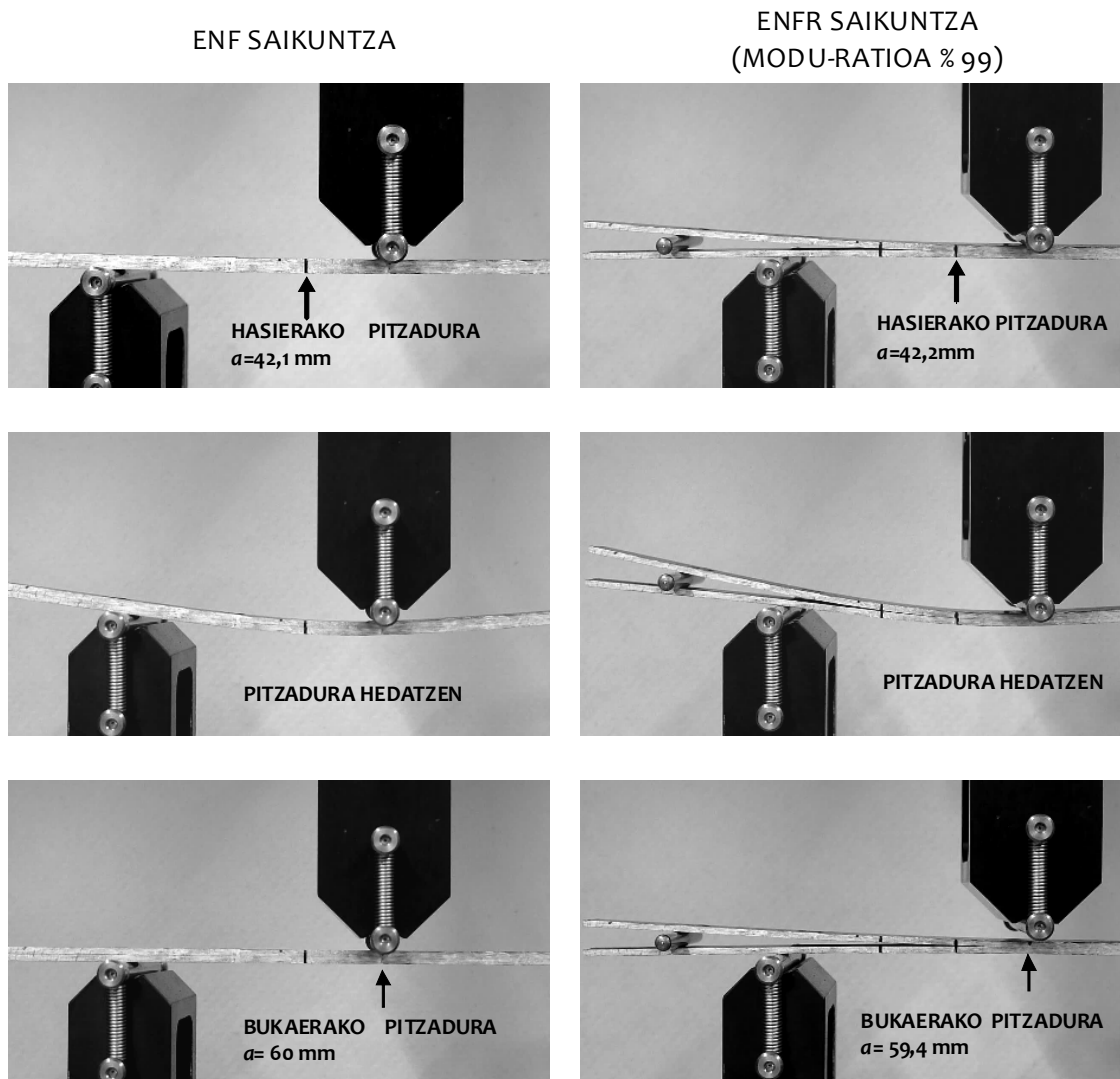 ENF SAIKUNTZA
ENFR SAIKUNTZA
(MODU-RATIOA % 99)
HASIERAKO PITZADURA
a=42,1 mm
HASIERAKO PITZADURA
a=42,2mm
PITZADURA HEDATZEN
PITZADURA HEDATZEN
BUKAERAKO PITZADURA
a= 60 mm
BUKAERAKO PITZADURA
a= 59,4 mm